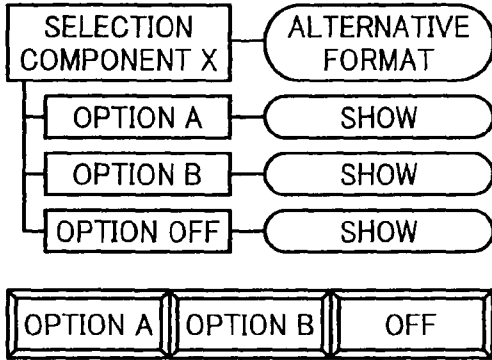 SELECTION
COMPONENT X
ALTERNATIVE
FORMAT
OPTION A
SHOW
OPTION B
SHOW
OPTION OFF
SHOW
OPTION A
OPTION B
OFF